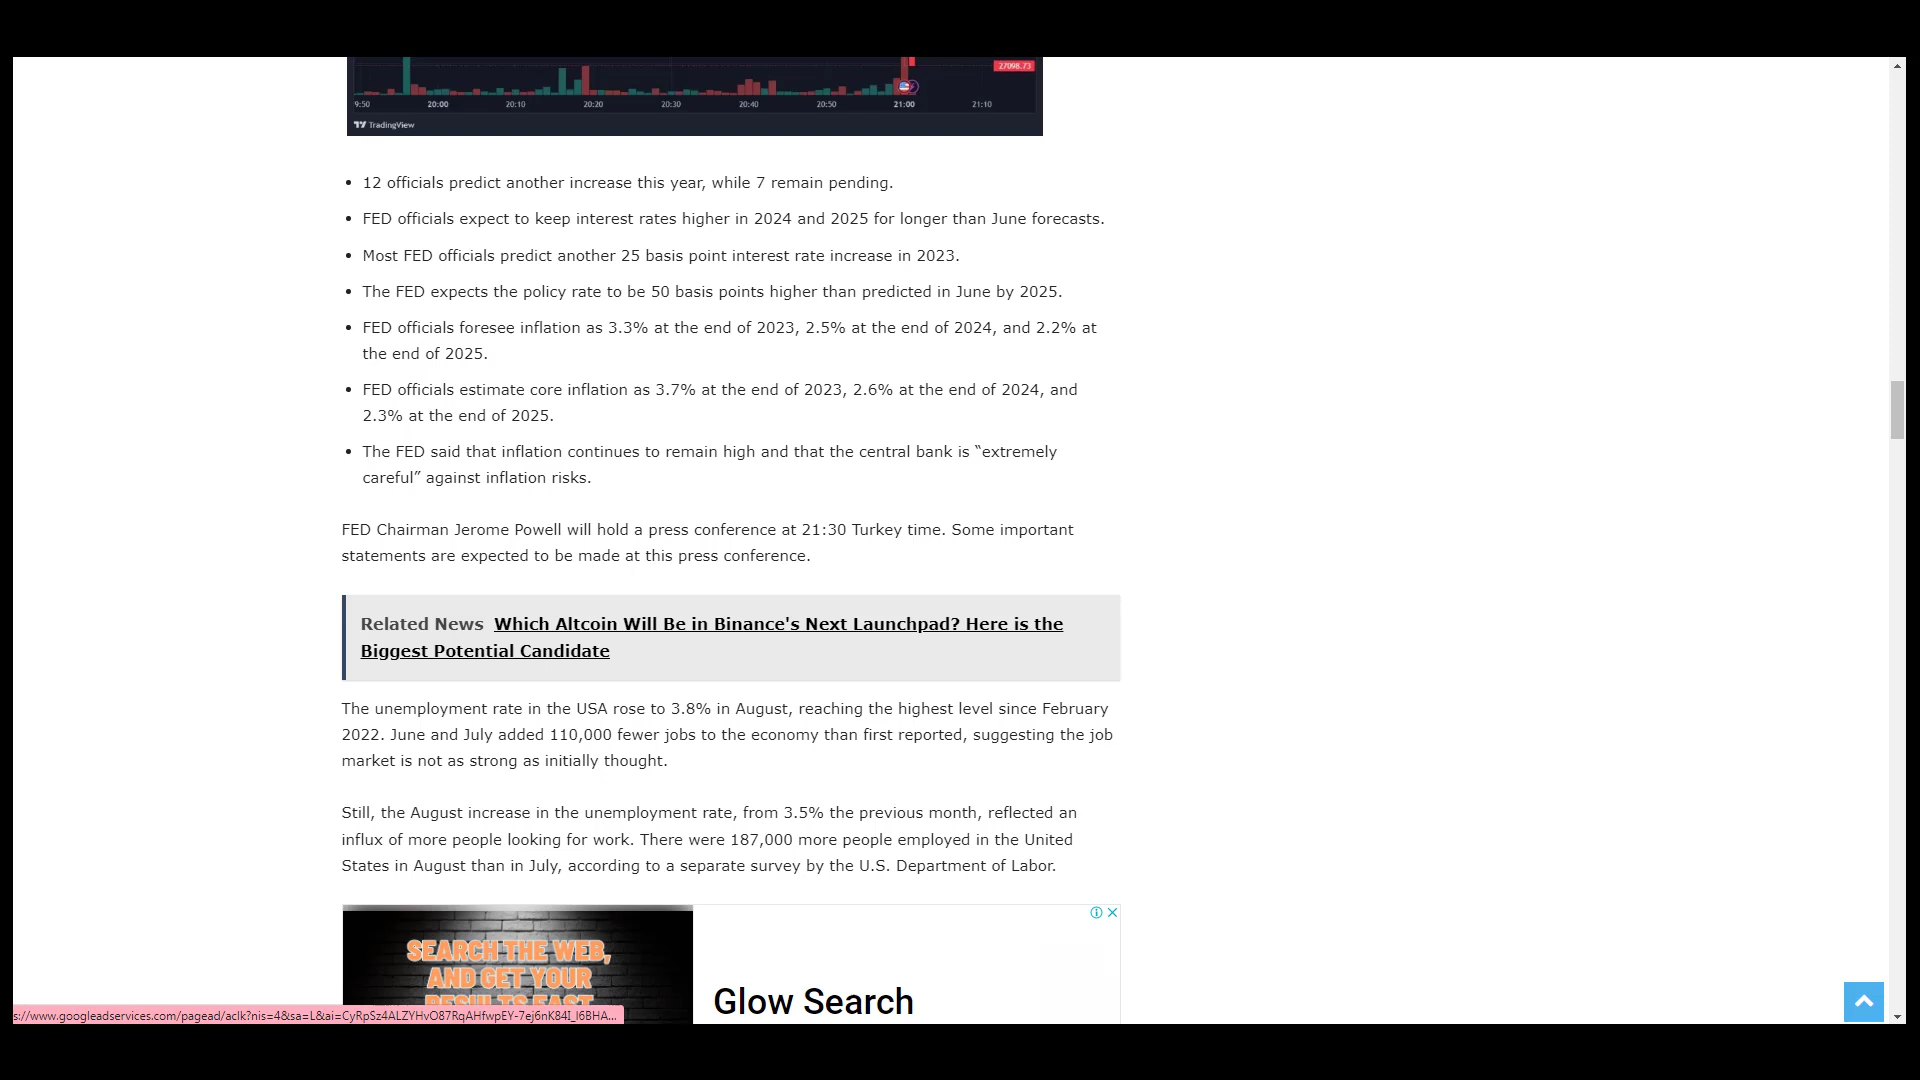 27098.73
9:50 20:00 20:10 20:20 20:30 20:40 20:50 21:00 21:10
TradingView
• 12 officials predict another increase this year, while 7 remain pending.
• FED officials expect to keep interest rates higher in 2024 and 2025 for longer than June forecasts.
• Most FED officials predict another 25 basis point interest rate increase in 2023.
• The FED expects the policy rate to be 50 basis points higher than predicted in June by 2025.
• FED officials foresee inflation as 3.3% at the end of 2023, 2.5% at the end of 2024, and 2.2% at
the end of 2025.
• FED officials estimate core inflation as 3.7% at the end of 2023, 2.6% at the end of 2024, and
2.3% at the end of 2025.
• The FED said that inflation continues to remain high and that the central bank is “extremely
careful” against inflation risks.
FED Chairman Jerome Powell will hold a press conference at 21:30 Turkey time. Some important
statements are expected to be made at this press conference.
Related News Which Altcoin Will Be in Binance's Next Launchpad? Here is the
Biggest Potential Candidate
The unemployment rate in the USA rose to 3.8% in August, reaching the highest level since February
2022. June and July added 110,000 fewer jobs to the economy than first reported, suggesting the job
market is not as strong as initially thought.
Still, the August increase in the unemployment rate, from 3.5% the previous month, reflected an
influx of more people looking for work. There were 187,000 more people employed in the United
States in August than in July, according to a separate survey by the U.S. Department of Labor.
SEARCH THE WEB,
AND GET YOUR
RESULTS FAST
Glow Search
s://www.googleadservices.com/pagead/aclk?nis=4&sa=L&ai=CyRpSz4ALZYHvO87RqAHfwpEY-7ej6nK84I_l6BHA...